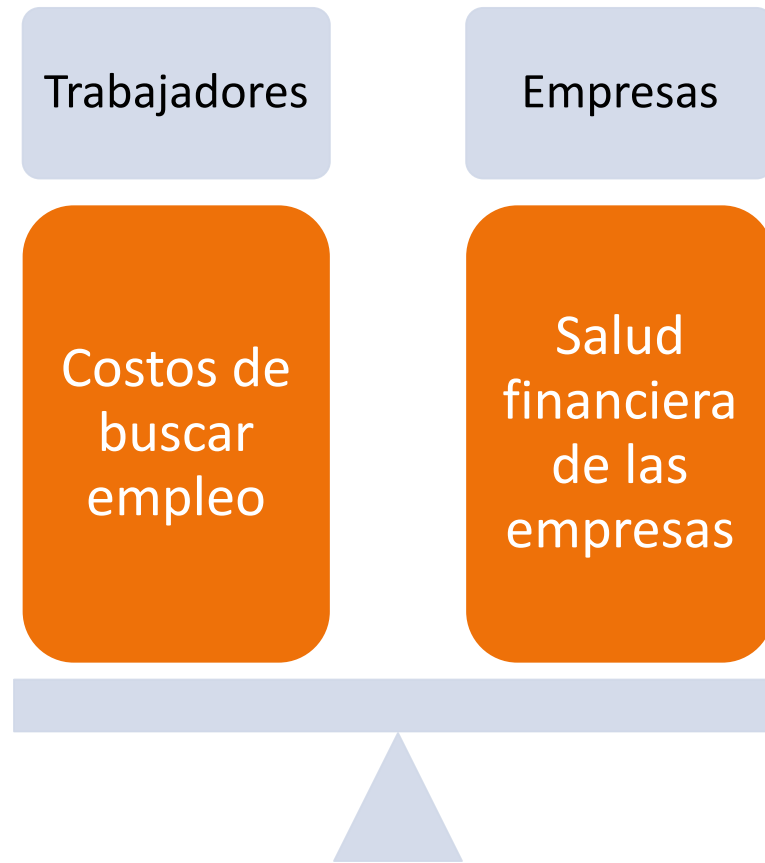 Trabajadores
Empresas
Costos de
buscar
empleo
Salud
financiera
de las
empresas